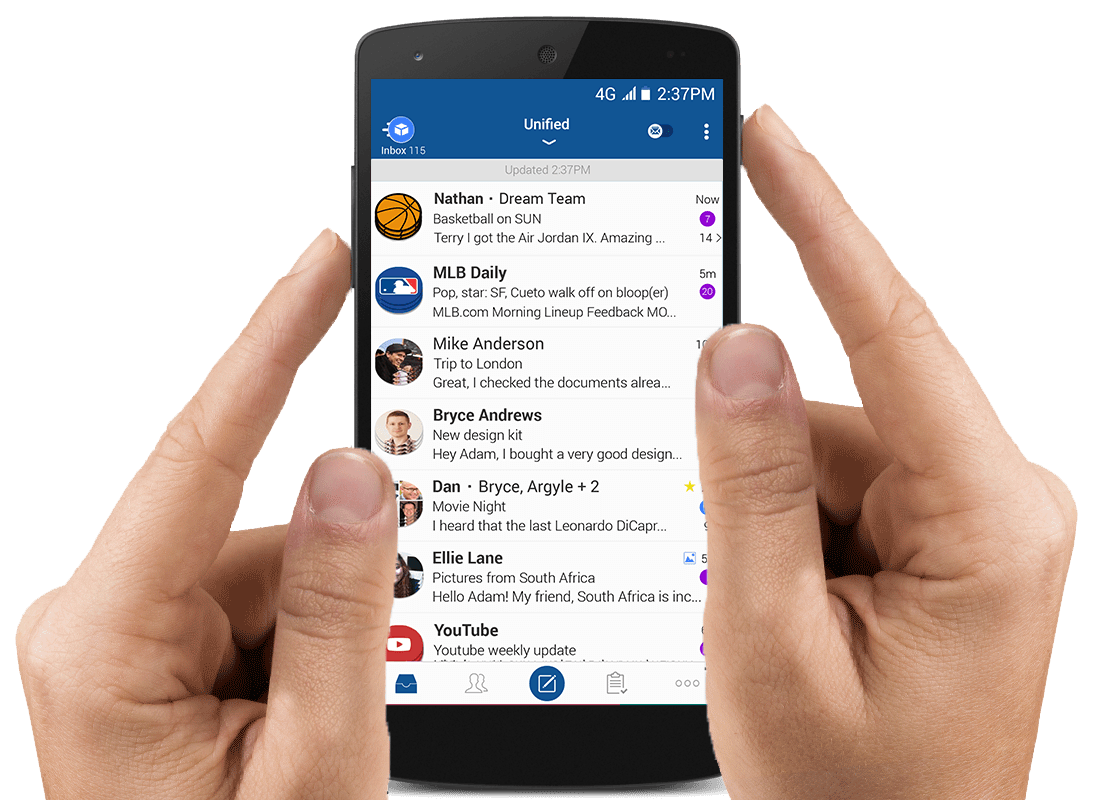 4G 2:37PM
Unified
Inbox 115
Updated 2:37PM
Nathan · Dream Team Now
Basketball on SUN 7
Terry I got the Air Jordan IX. Amazing ... 14 >
MLB Daily 5m
Pop, star: SF, Cueto walk off on bloop(er) 20
MLB.com Morning Lineup Feedback MO...
Mike Anderson
Trip to London
Great, I checked the documents alrea...
Bryce Andrews
New design kit
Hey Adam, I bought a very good design...
Dan · Bryce, Argyle + 2
Movie Night
I heard that the last Leonardo DiCapr...
Ellie Lane
Pictures from South Africa
Hello Adam! My friend, South Africa is inc...
YouTube
Youtube weekly update